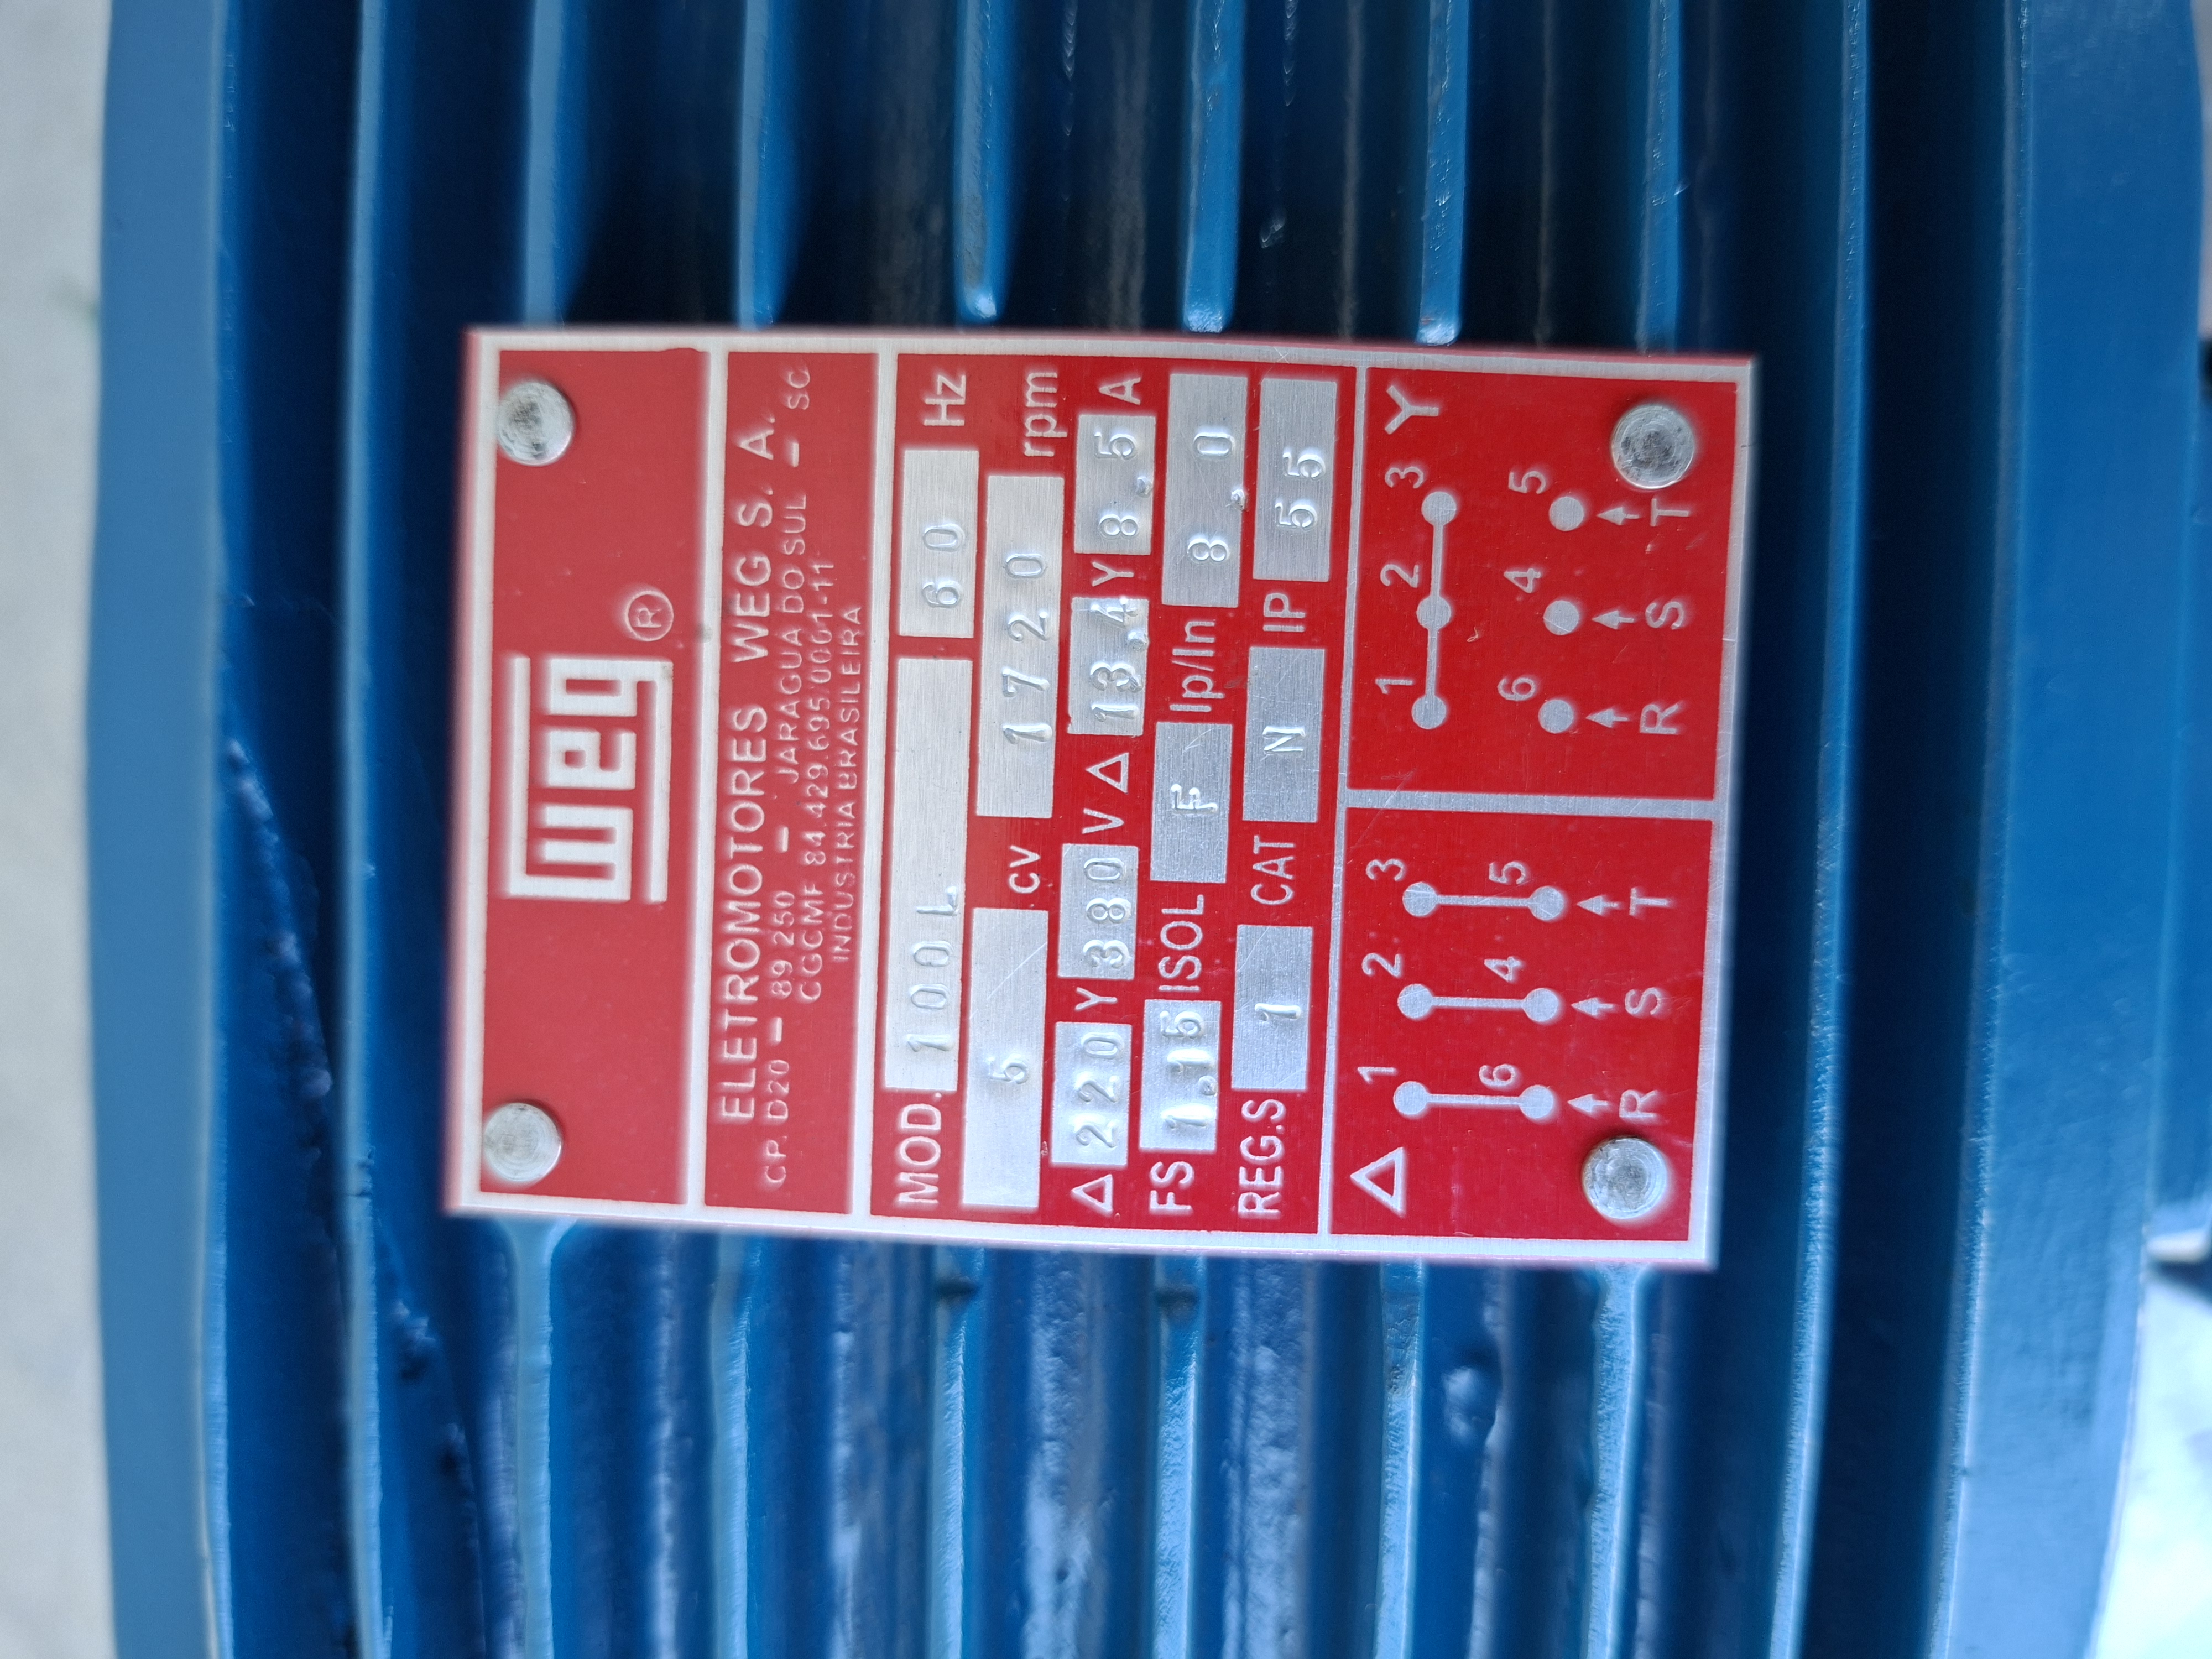 weg ®
ELETROMOTORES WEG S. A.
CP. D20 – 89250 – JARAGUA DO SUL – SC
CGCMF 84.429.695/0001-11
INDUSTRIA BRASILEIRA
MOD. 100L 60 Hz
5 cv 1720 rpm
Δ 220 Y 380 V Δ 13,4 Y 8.5 A
FS 1.15 ISOL F Ip/In 8,0
REG.S 1 CAT N IP 55
Δ Y
1 2 3 1 2 3
6 4 5 6 4 5
R S T R S T